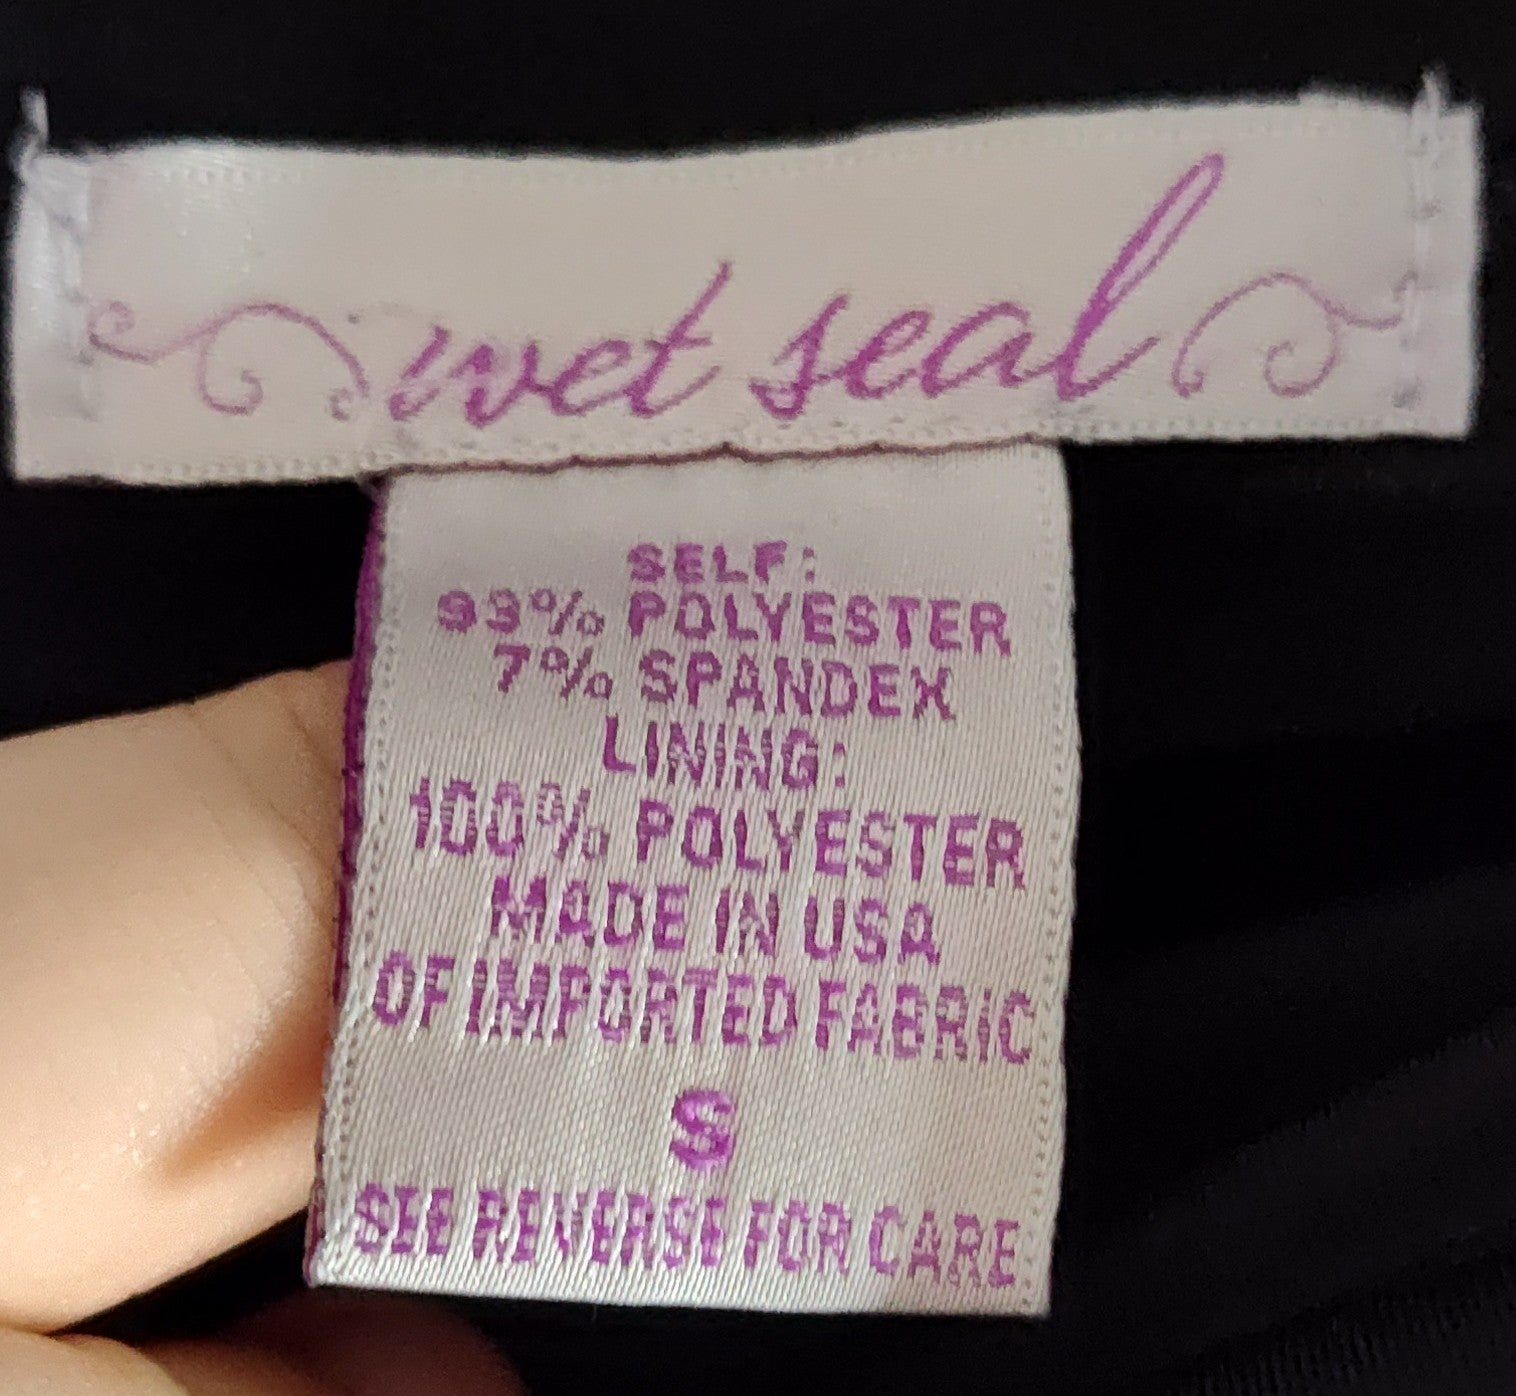 wet seal
SELF:
93% POLYESTER
7% SPANDEX
LINING:
100% POLYESTER
MADE IN USA
OF IMPORTED FABRIC
S
SEE REVERSE FOR CARE